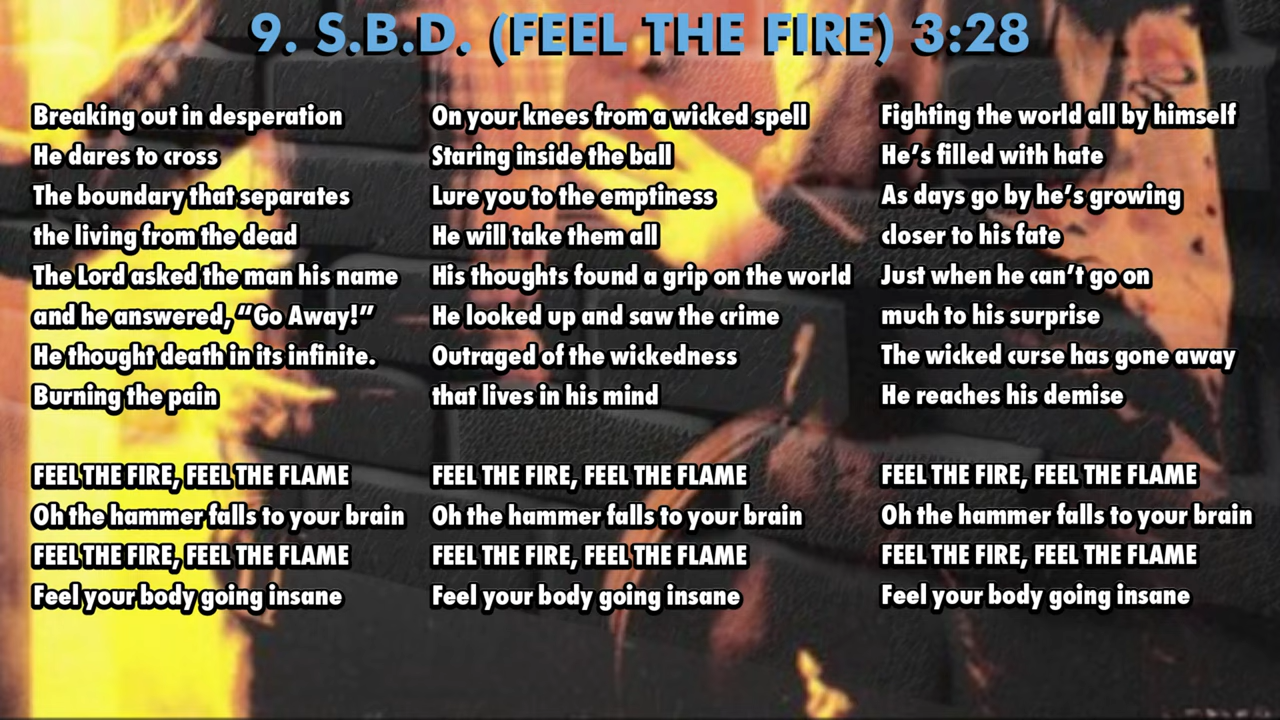 9. S.B.D. (FEEL THE FIRE) 3:28
Breaking out in desperation
He dares to cross
The boundary that separates
the living from the dead
The Lord asked the man his name
and he answered, “Go Away!”
He thought death in its infinite.
Burning the pain
FEEL THE FIRE, FEEL THE FLAME
Oh the hammer falls to your brain
FEEL THE FIRE, FEEL THE FLAME
Feel your body going insane
On your knees from a wicked spell
Staring inside the ball
Lure you to the emptiness
He will take them all
His thoughts found a grip on the world
He looked up and saw the crime
Outraged of the wickedness
that lives in his mind
FEEL THE FIRE, FEEL THE FLAME
Oh the hammer falls to your brain
FEEL THE FIRE, FEEL THE FLAME
Feel your body going insane
Fighting the world all by himself
He’s filled with hate
As days go by he’s growing
closer to his fate
Just when he can’t go on
much to his surprise
The wicked curse has gone away
He reaches his demise
FEEL THE FIRE, FEEL THE FLAME
Oh the hammer falls to your brain
FEEL THE FIRE, FEEL THE FLAME
Feel your body going insane